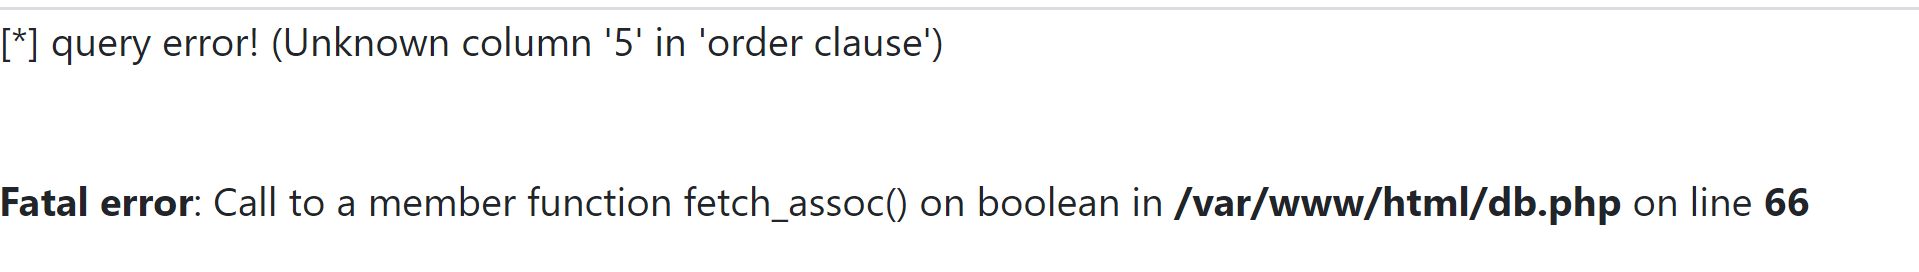 [*] query error! (Unknown column '5' in 'order clause')
Fatal error: Call to a member function fetch_assoc() on boolean in /var/www/html/db.php on line 66